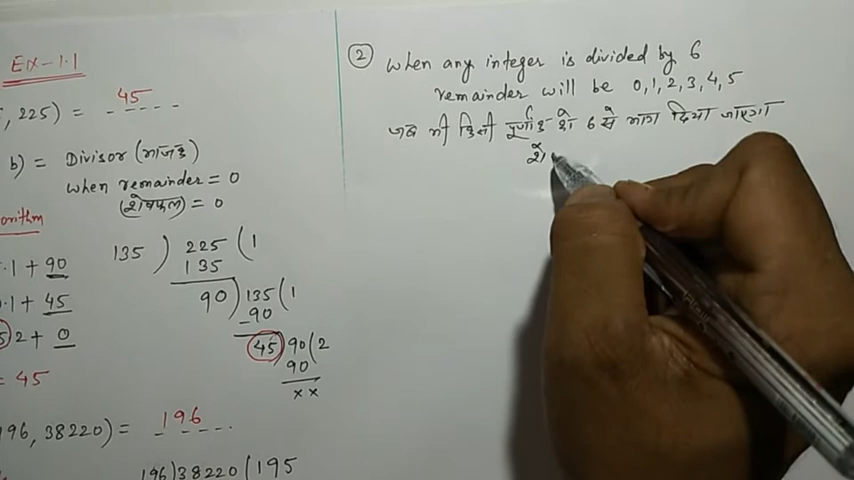 Ex-1.1
, 225) = 45
b) = Divisor (भाजक)
when remainder = 0
(शेषफल) = 0
orithm
·1 + 90
·1 + 45
5) 2 + 0
= 45
135 ) 225 ( 1
135
90 ) 135 ( 1
-90
45 ) 90 ( 2
90
x x
196, 38220) = 196
196 ) 38220 ( 195
② when any integer is divided by 6
remainder will be 0, 1, 2, 3, 4, 5
जब भी किसी पूर्णांक को 6 से भाग दिया जाएगा
शे